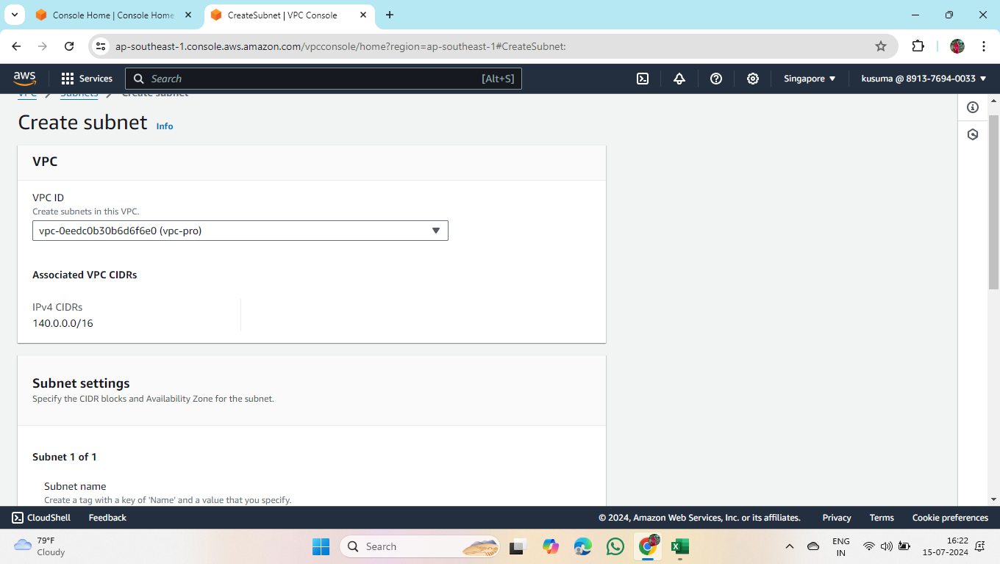 Console Home | Console Home
CreateSubnet | VPC Console
ap-southeast-1.console.aws.amazon.com/vpcconsole/home?region=ap-southeast-1#CreateSubnet:
aws
Services
Search
[Alt+S]
Singapore
kusuma @ 8913-7694-0033
VPC
Subnets
Create subnet
Create subnet
Info
VPC
VPC ID
Create subnets in this VPC.
vpc-0eedc0b30b6d6f6e0 (vpc-pro)
Associated VPC CIDRs
IPv4 CIDRs
140.0.0.0/16
Subnet settings
Specify the CIDR blocks and Availability Zone for the subnet.
Subnet 1 of 1
Subnet name
Create a tag with a key of 'Name' and a value that you specify.
CloudShell
Feedback
© 2024, Amazon Web Services, Inc. or its affiliates.
Privacy
Terms
Cookie preferences
79°F
Cloudy
Search
ENG
IN
16:22
15-07-2024